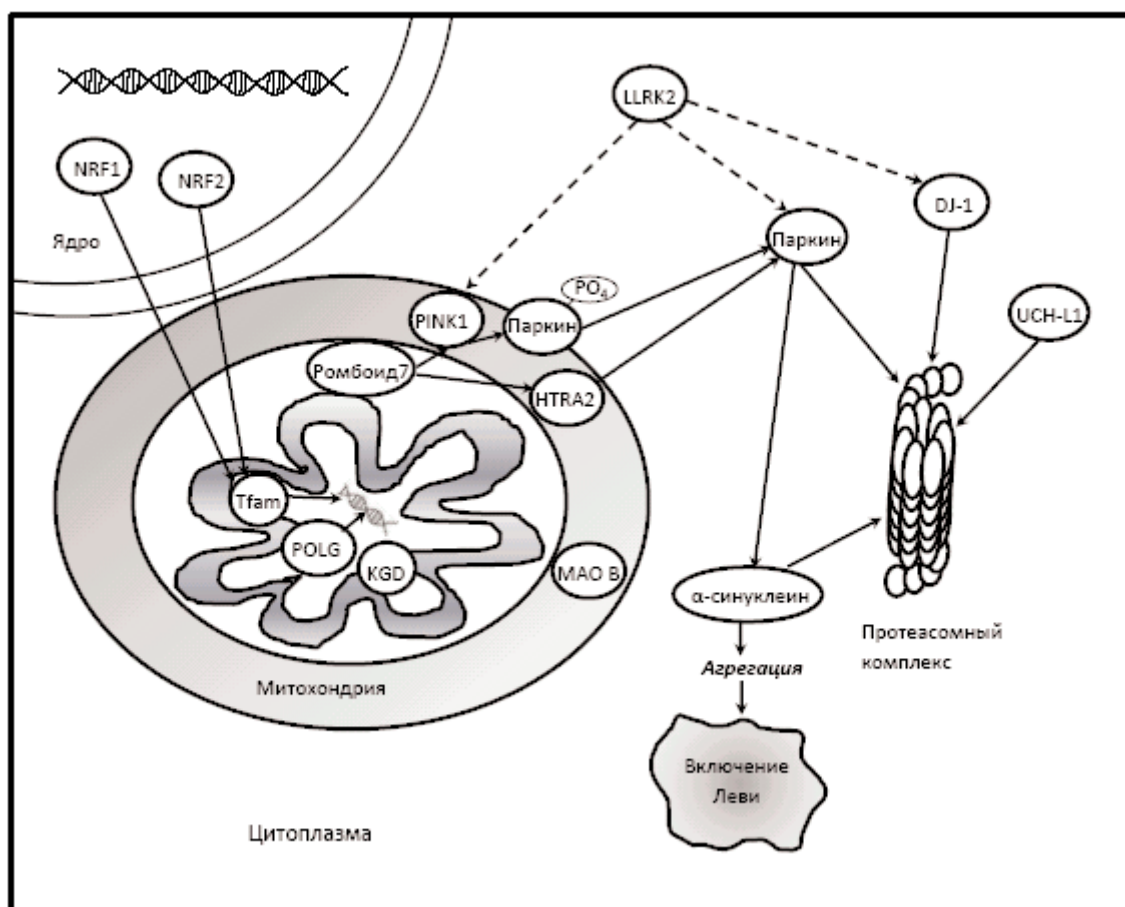 LLRK2
NRF1
NRF2
DJ-1
Ядро
Паркин
PO4
PINK1
Паркин
UCH-L1
Ромбоид7
HTRA2
Tfam
POLG
KGD
MAO B
α-синуклеин
Протеасомный
комплекс
Агрегация
Митохондрия
Включение
Леви
Цитоплазма